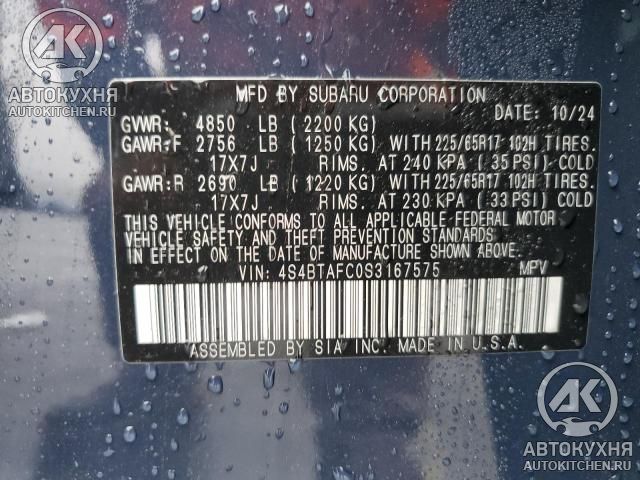 AK
АВТОКУХНЯ
AUTOKITCHEN.RU
MFD BY SUBARU CORPORATION
DATE: 10/24
GVWR: 4850 LB (2200 KG)
GAWR:F 2756 LB (1250 KG) WITH 225/65R17 102H TIRES.
17X7J RIMS. AT 240 KPA (35 PSI) COLD
GAWR:R 2690 LB (1220 KG) WITH 225/65R17 102H TIRES.
17X7J RIMS. AT 230 KPA (33 PSI) COLD
THIS VEHICLE CONFORMS TO ALL APPLICABLE FEDERAL MOTOR
VEHICLE SAFETY AND THEFT PREVENTION STANDARDS IN
EFFECT ON THE DATE OF MANUFACTURE SHOWN ABOVE.
VIN: 4S4BTAFC0S3167575 MPV
ASSEMBLED BY SIA INC. MADE IN U.S.A.
AK
АВТОКУХНЯ
AUTOKITCHEN.RU